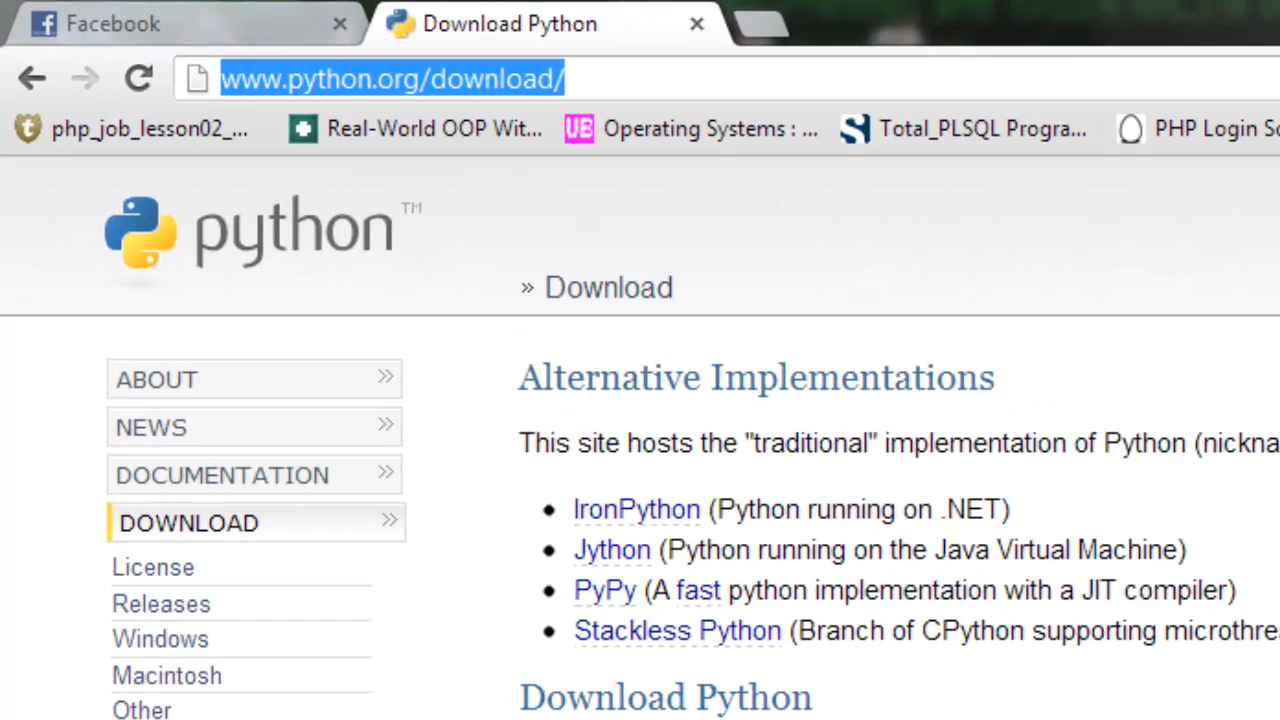 Facebook
Download Python
www.python.org/download/
php_job_lesson02_...
Real-World OOP Wit...
UB
Operating Systems : ...
Total_PLSQL Progra...
PHP Login Sc
python™
» Download
ABOUT »
NEWS »
DOCUMENTATION »
DOWNLOAD »
License
Releases
Windows
Macintosh
Other
Alternative Implementations
This site hosts the "traditional" implementation of Python (nickna
• IronPython (Python running on .NET)
• Jython (Python running on the Java Virtual Machine)
• PyPy (A fast python implementation with a JIT compiler)
• Stackless Python (Branch of CPython supporting microthre
Download Python